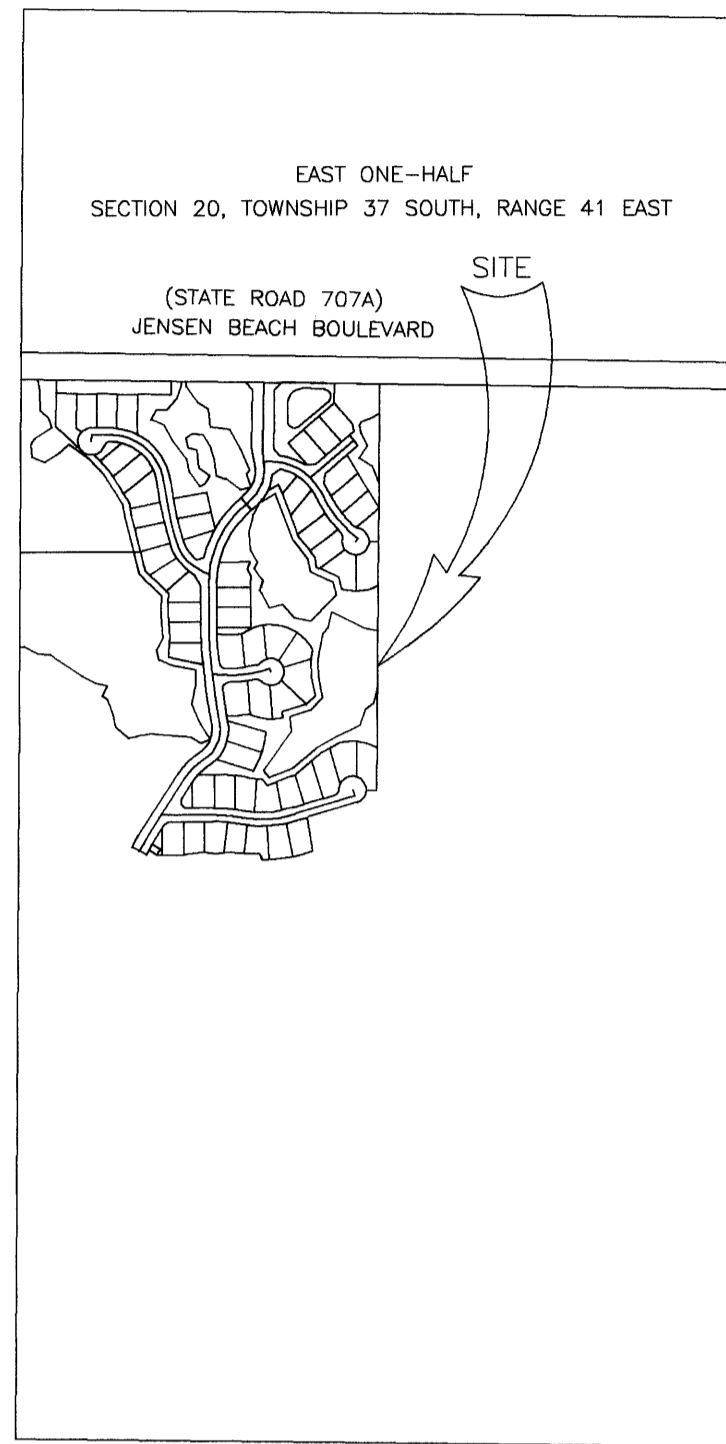 EAST ONE-HALF
SECTION 20, TOWNSHIP 37 SOUTH, RANGE 41 EAST
SITE
(STATE ROAD 707A)
JENSEN BEACH BOULEVARD